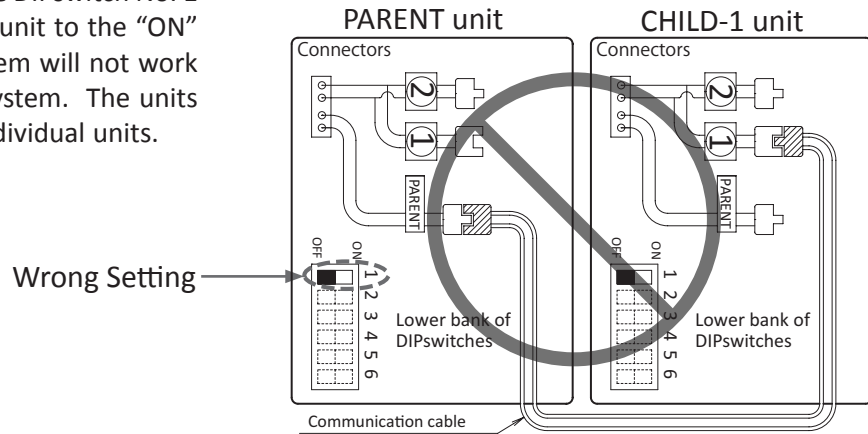 unit to the “ON”
em will not work
ystem. The units
dividual units.
PARENT unit
CHILD-1 unit
Connectors
Connectors
2
1
PARENT
2
1
PARENT
OFF
ON
1
2
3
4
5
6
OFF
ON
1
2
3
4
5
6
Wrong Setting
Lower bank of
DIPswitches
Lower bank of
DIPswitches
Communication cable